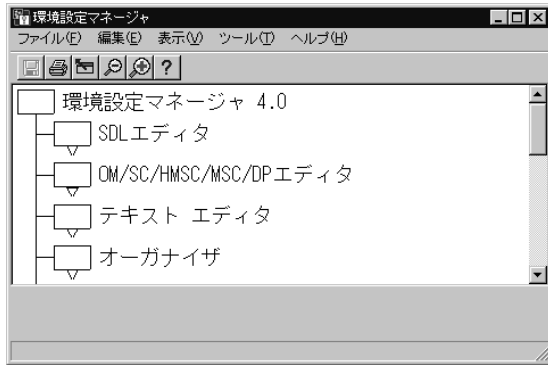 環境設定マネージャ
ファイル(F) 編集(E) 表示(V) ツール(T) ヘルプ(H)
?
環境設定マネージャ 4.0
SDLエディタ
OM/SC/HMSC/MSC/DPエディタ
テキスト エディタ
オーガナイザ